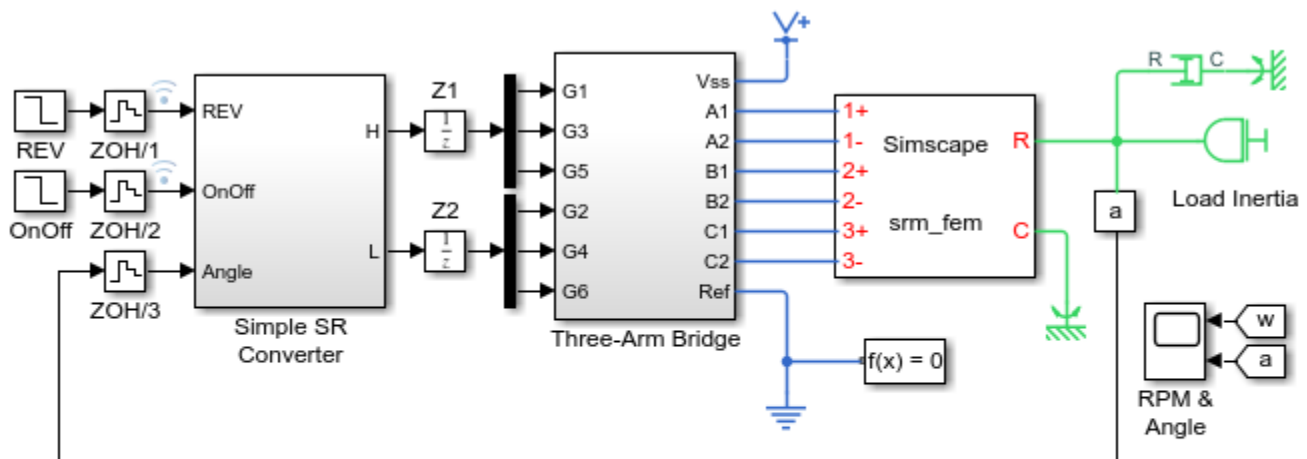 REV
ZOH/1
OnOff
ZOH/2
ZOH/3
REV
OnOff
Angle
H
L
Simple SR
Converter
Z1
1
z
Z2
1
z
G1
G3
G5
G2
G4
G6
Vss
A1
A2
B1
B2
C1
C2
Ref
Three-Arm Bridge
V+
1+
1-
2+
2-
3+
3-
Simscape
srm_fem
R
C
f(x) = 0
R
C
Load Inertia
a
w
a
RPM &
Angle